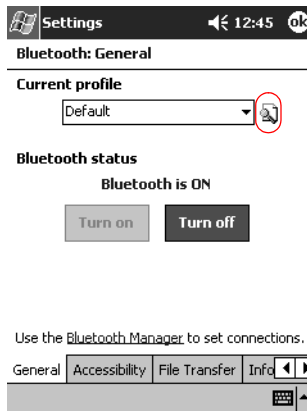 Settings 12:45 ok
Bluetooth: General
Current profile
Default
Bluetooth status
Bluetooth is ON
Turn on Turn off
Use the Bluetooth Manager to set connections.
General Accessibility File Transfer Info